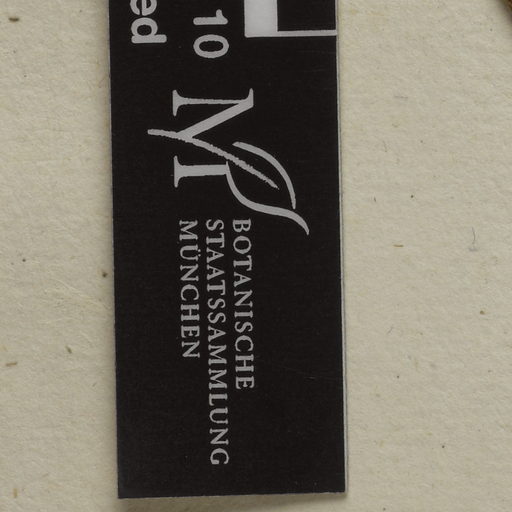 10
ed
M
BOTANISCHE
STAATSSAMMLUNG
MÜNCHEN